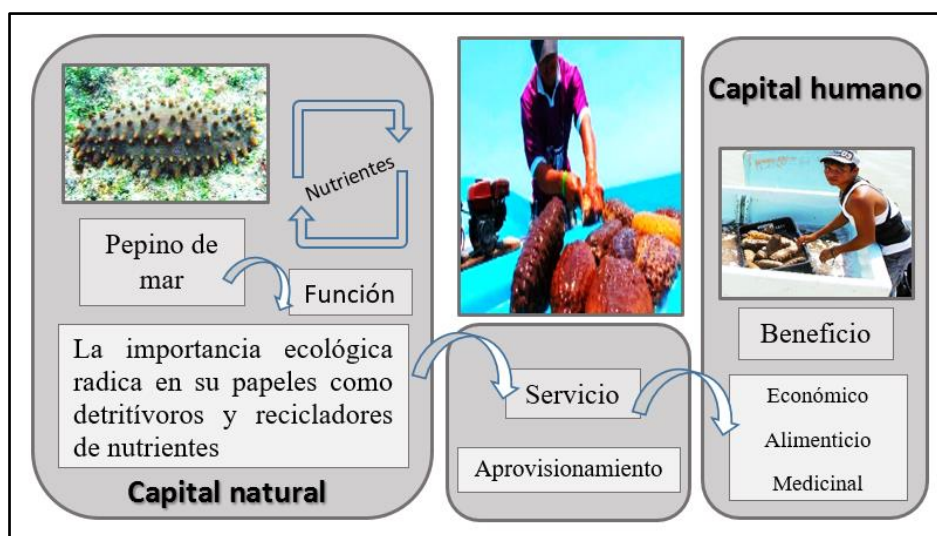 Nutrientes
Pepino de
mar
Función
La importancia ecológica
radica en su papeles como
detritívoros y recicladores
de nutrientes
Capital natural
Servicio
Aprovisionamiento
Capital humano
Beneficio
Económico
Alimenticio
Medicinal